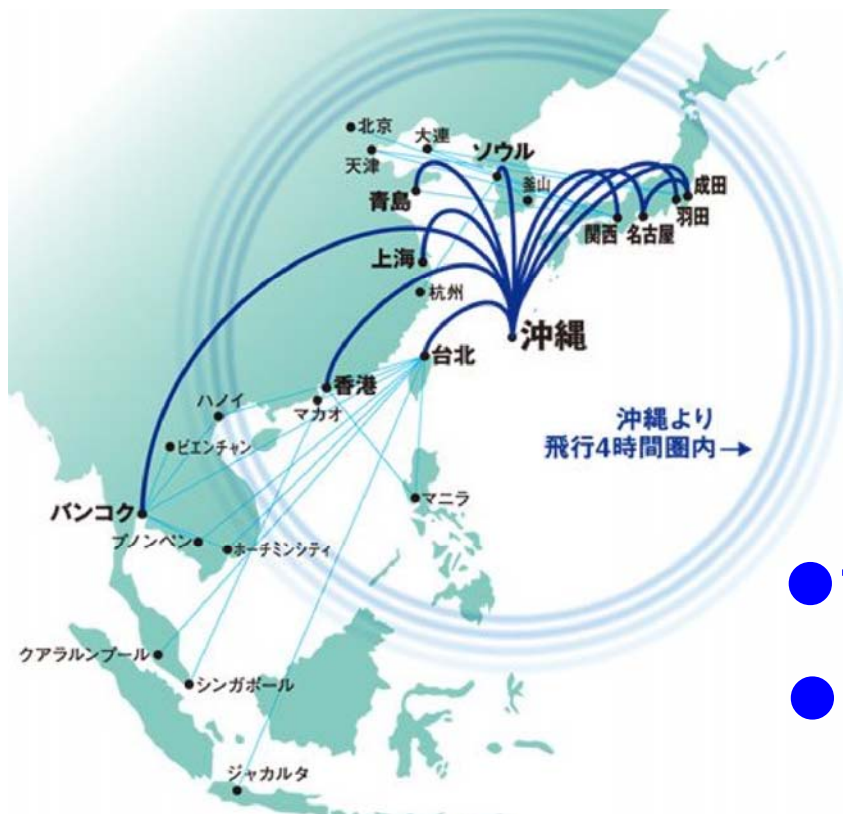 北京
大連
ソウル
天津
釜山
成田
青島
羽田
関西
名古屋
上海
杭州
沖縄
台北
香港
ハノイ
マカオ
沖縄より
飛行4時間圏内→
ビエンチャン
マニラ
バンコク
プノンペン
ホーチミンシティ
クアラルンプール
シンガポール
ジャカルタ